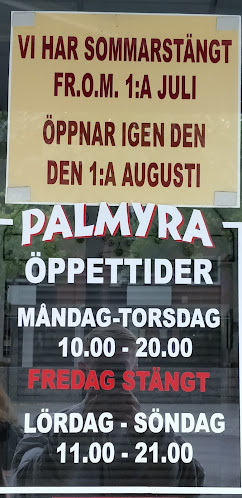 VI HAR SOMMARSTÄNGT
FR.O.M. 1:A JULI
ÖPPNAR IGEN DEN
DEN 1:A AUGUSTI
PALMYRA
ÖPPETTIDER
MÅNDAG-TORSDAG
10.00 - 20.00
FREDAG STÄNGT
LÖRDAG - SÖNDAG
11.00 - 21.00